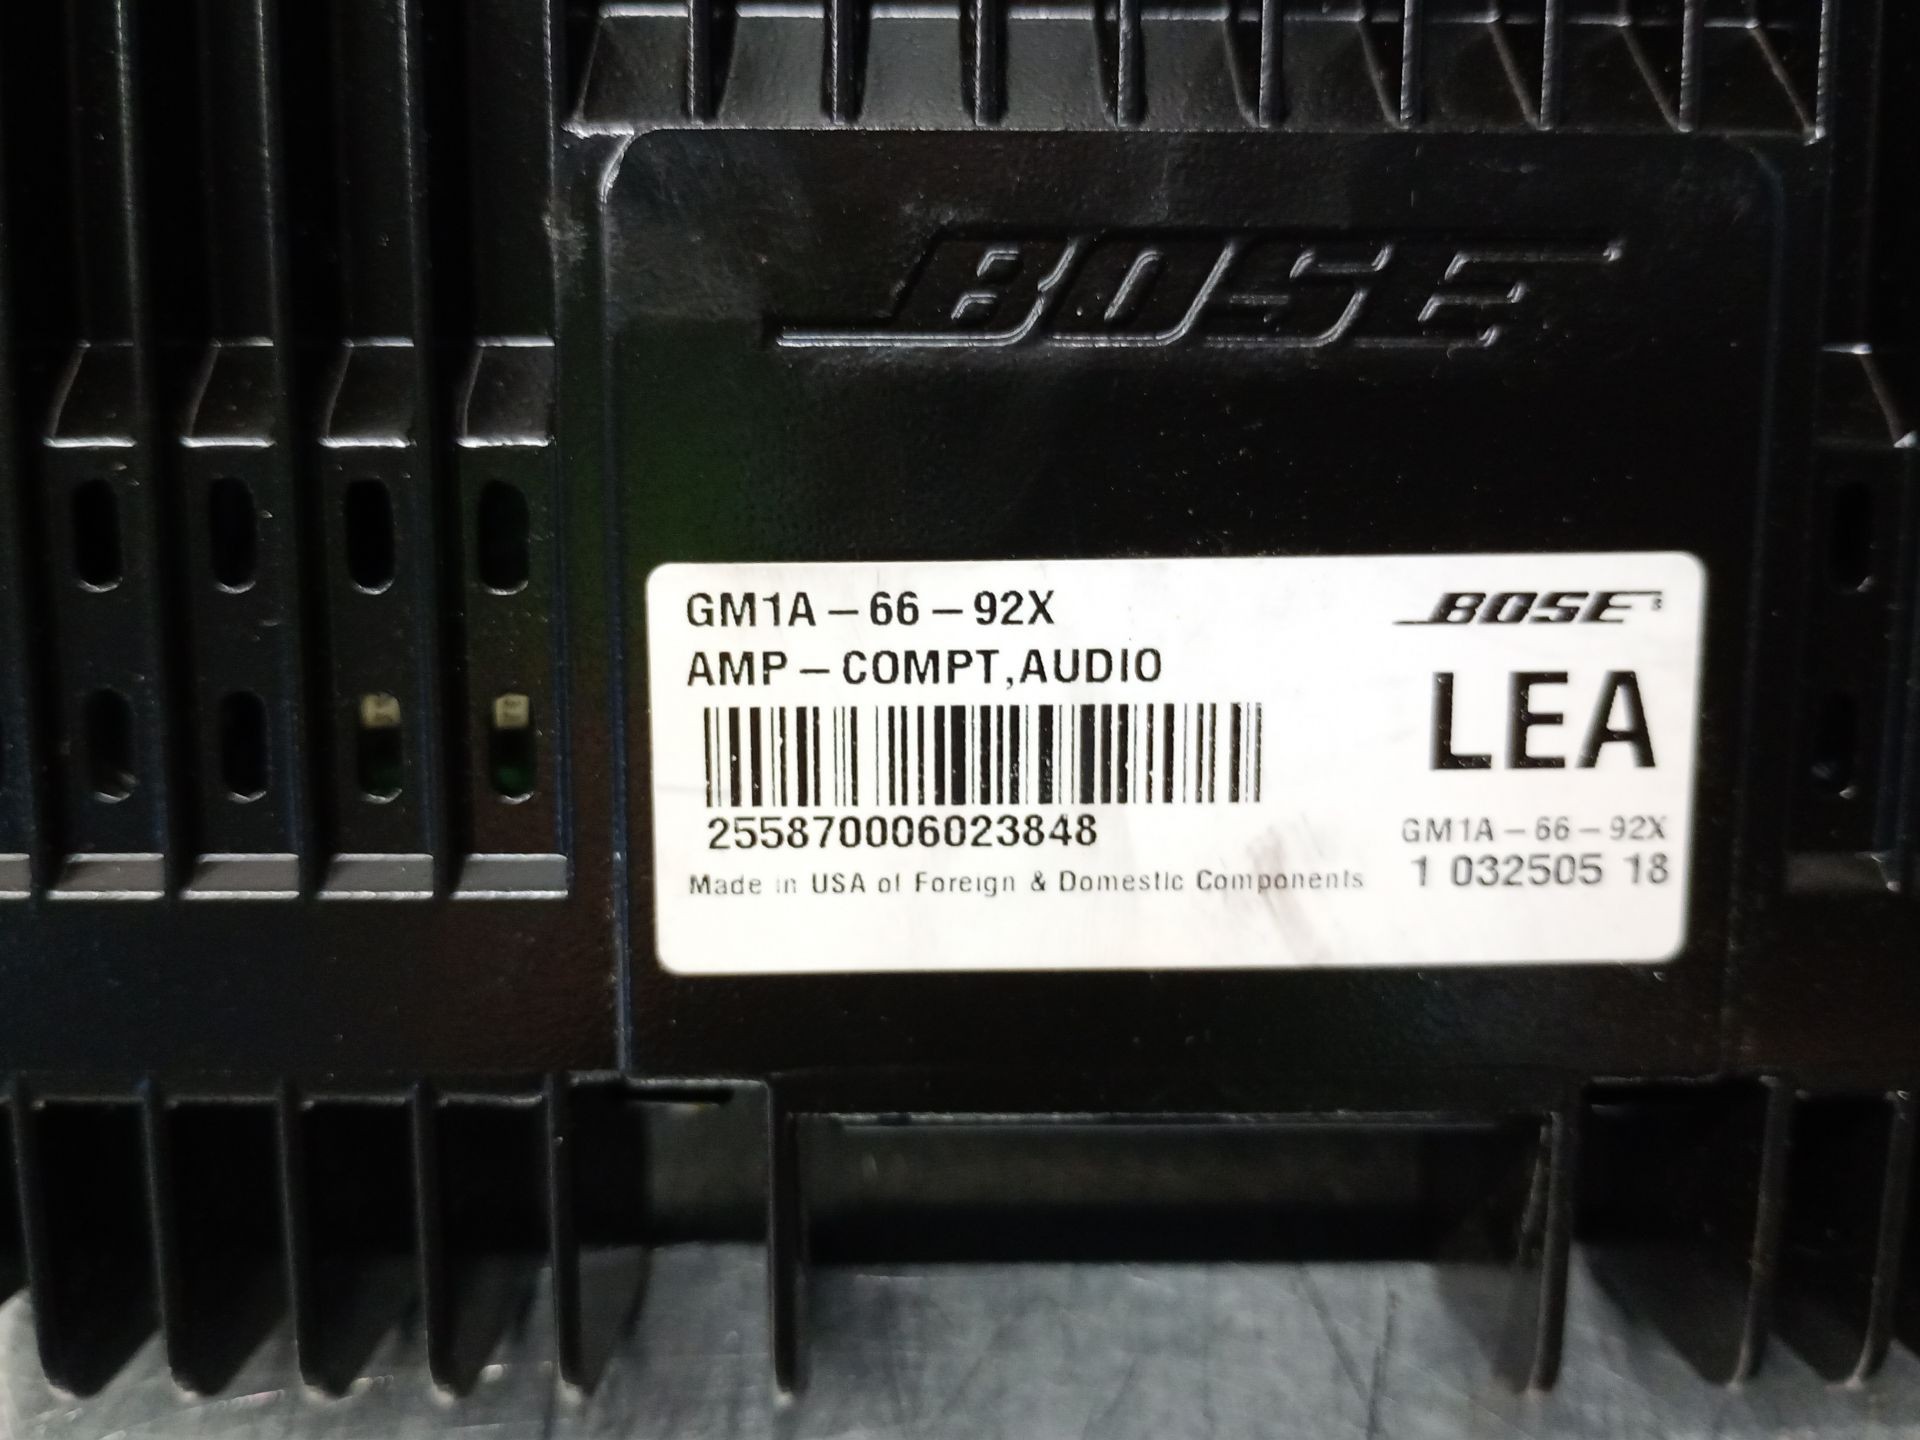 BOSE
GM1A-66-92X
BOSE
AMP-COMPT,AUDIO
LEA
255870006023848
GM1A-66-92X
Made in USA of Foreign & Domestic Components
1 032505 18